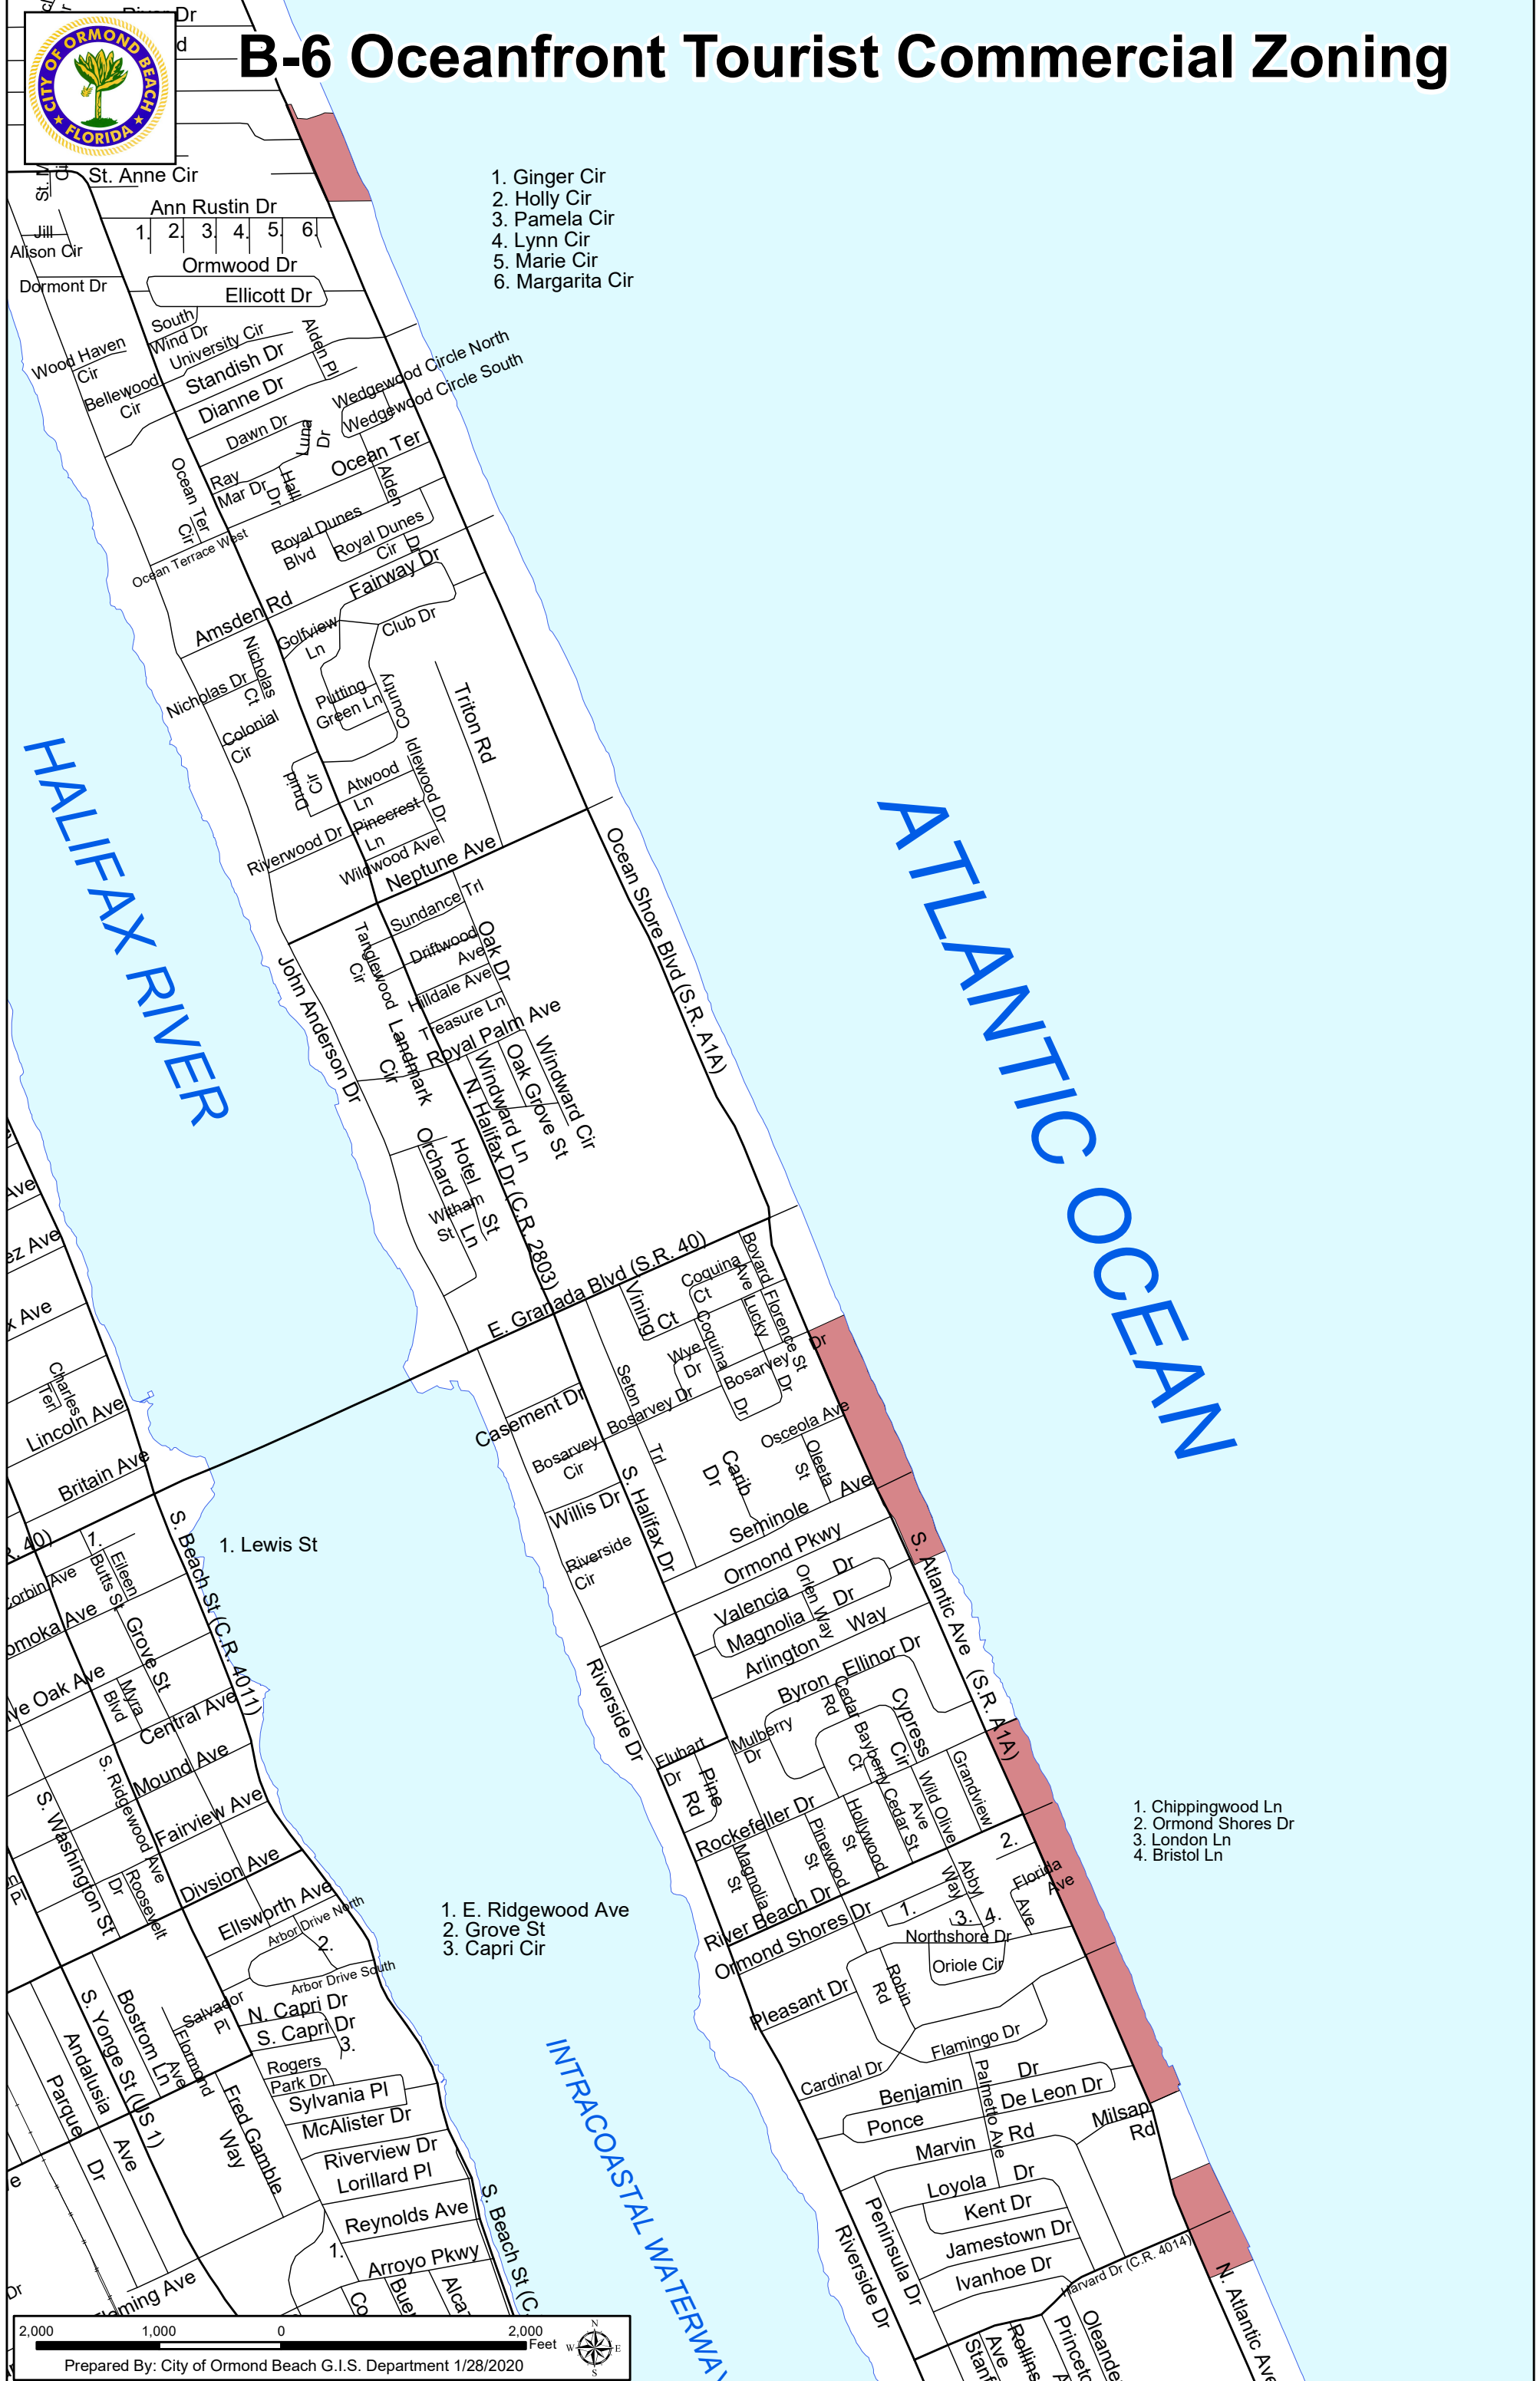 B-6 Oceanfront Tourist Commercial Zoning
CITY OF ORMOND BEACH
FLORIDA
River Dr
St. Anne Cir
Ann Rustin Dr
1. 2. 3. 4. 5. 6.
1. Ginger Cir
2. Holly Cir
3. Pamela Cir
4. Lynn Cir
5. Marie Cir
6. Margarita Cir
Jill
Alison Cir
Ormwood Dr
Dormont Dr
Ellicott Dr
South
Wind Dr
University Cir
Alden Pl
Wood Haven
Cir
Standish Dr
Bellewood
Cir
Dianne Dr
Wedgewood Circle North
Wedgewood Circle South
Dawn Dr
Luna
Dr
Ocean Ter
Ray
Mar Dr
Hall
Dr
Alden
Dr
Ocean Ter
Cir
Royal Dunes
Blvd
Royal Dunes
Cir
Ocean Terrace West
Fairway Dr
Amsden Rd
Golfview
Ln
Club Dr
Nicholas
Ct
Nicholas Dr
Putting
Green Ln
Country
Triton Rd
Colonial
Cir
Druid
Cir
Atwood
Ln
Idlewood Dr
Pinecrest
Ln
Riverwood Dr
Wildwood Ave
Neptune Ave
HALIFAX RIVER
ATLANTIC OCEAN
Ocean Shore Blvd (S.R. A1A)
Sundance Trl
Tanglewood
Cir
Driftwood
Ave
Oak Dr
Hilldale Ave
Treasure Ln
John Anderson Dr
Landmark
Cir
Royal Palm Ave
Windward Ln
Oak Grove St
Windward Cir
N. Halifax Dr (C.R. 2803)
Orchard
Ln
Hotel
St
Witham
St
E. Granada Blvd (S.R. 40)
Bovard
Ave
Coquina
Ct
Vining
Ct
Lucky
Dr
Florence
St
Coquina
Dr
Wye
Dr
Bosarvey
Dr
Seton
Trl
Bosarvey Dr
Casement Dr
Bosarvey
Cir
Osceola Ave
Oleeta
St
Carib
Dr
Charles
Ter
Lincoln Ave
Britain Ave
Willis Dr
S. Halifax Dr
Seminole
Ave
Ormond Pkwy
Riverside
Cir
1. Lewis St
1.
Eileen
Butts St
S. Beach St (C.R. 4011)
Grove St
Valencia
Dr
Orlen Way
Magnolia
Dr
Arlington
Way
S. Atlantic Ave
(S.R. A1A)
Byron
Ellinor Dr
Rd
Cedar
Bayberry
Ct
Cypress
Cir
Mulberry
Dr
Riverside Dr
Fluhart
Dr
Pine
Rd
Myra
Blvd
Central Ave
Mound Ave
S. Ridgewood Ave
Fairview Ave
S. Washington St
Roosevelt
Dr
Divsion Ave
Rockefeller Dr
Magnolia
St
Pinewood
St
Hollywood
St
Cedar St
Wild Olive
Ave
Grandview
2.
1. Chippingwood Ln
2. Ormond Shores Dr
3. London Ln
4. Bristol Ln
Abby
Way
Florida
Ave
Ave
River Beach Dr
Ormond Shores Dr
1.
3.
4.
Northshore Dr
Oriole Cir
Robin
Rd
Pleasant Dr
Flamingo Dr
Cardinal Dr
Ellsworth Ave
Arbor Drive North
2.
Arbor Drive South
1. E. Ridgewood Ave
2. Grove St
3. Capri Cir
Salvador
Pl
N. Capri Dr
S. Capri Dr
3.
Bostrom Ln
Flormond
Ave
S. Yonge St (US 1)
Andalusia
Ave
Parque
Dr
Rogers
Park Dr
Sylvania Pl
McAlister Dr
Fred Gamble
Way
Riverview Dr
Lorillard Pl
Reynolds Ave
1.
Arroyo Pkwy
S. Beach St (C.
INTRACOASTAL WATERWAY
Benjamin
Dr
Palmetto Ave
Ponce
De Leon Dr
Milsap
Rd
Marvin
Rd
Loyola
Dr
Kent Dr
Jamestown Dr
Ivanhoe Dr
Peninsula Dr
Riverside Dr
Harvard Dr (C.R. 4014)
N. Atlantic Ave
Ave
Rollins
2,000 1,000 0 2,000
Feet
N
W E
S
Prepared By: City of Ormond Beach G.I.S. Department 1/28/2020